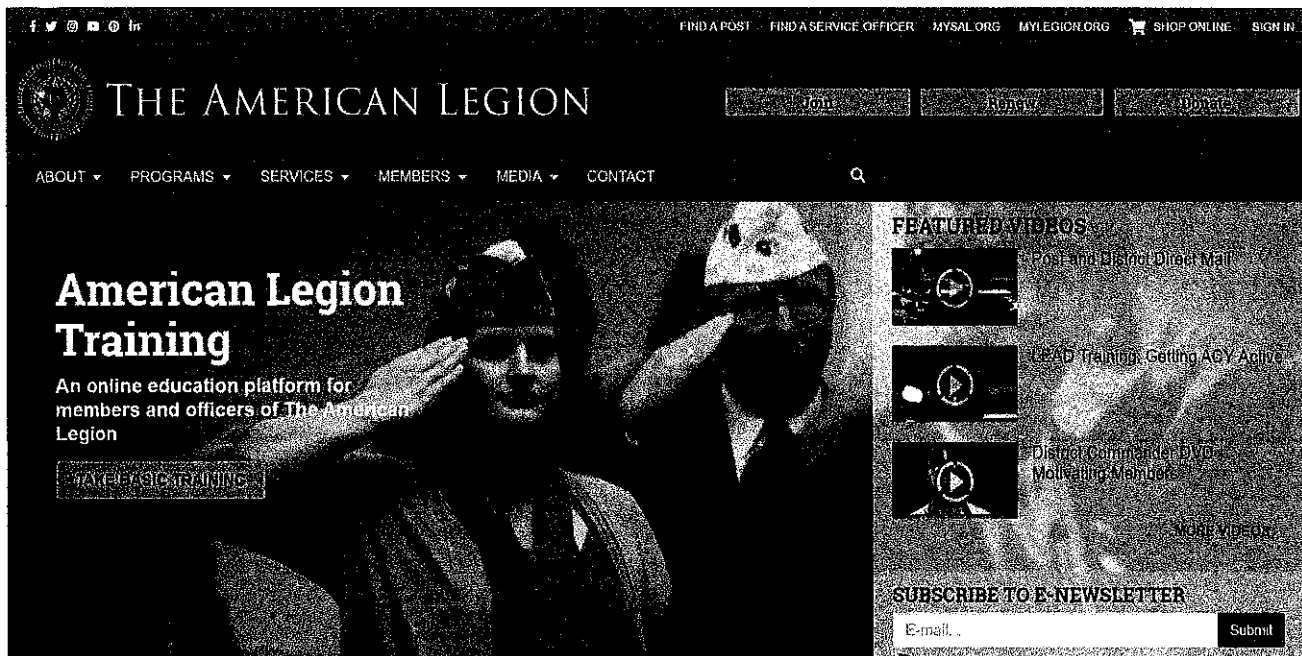 FIND A POST FIND A SERVICE OFFICER MYSAL.ORG MYLEGION.ORG SHOP ONLINE SIGN IN
THE AMERICAN LEGION
Join Renew Donate
ABOUT PROGRAMS SERVICES MEMBERS MEDIA CONTACT
American Legion
Training
An online education platform for
members and officers of The American
Legion
TAKE BASIC TRAINING
FEATURED VIDEOS
Post and District Direct Mail
LEAD Training: Getting ACY Active
District Commander DVD -
Motivating
MORE VIDEOS
SUBSCRIBE TO E-NEWSLETTER
E-mail...
Submit